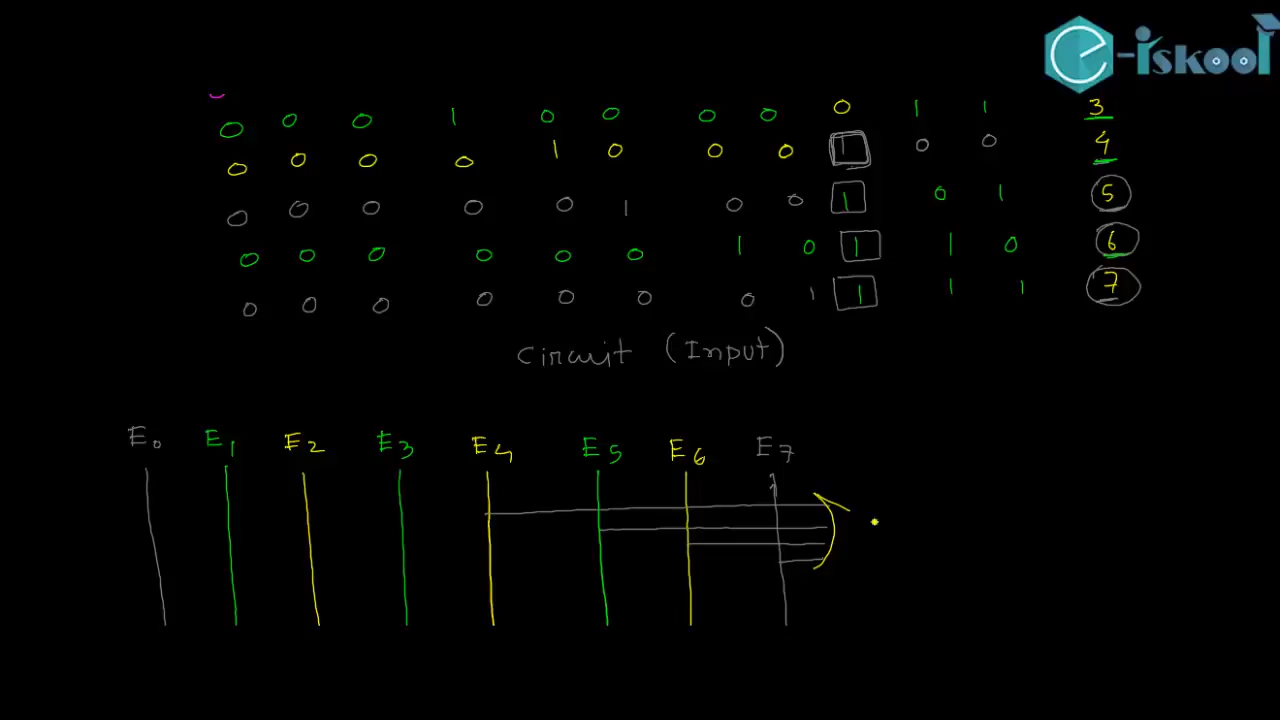 e-iskool
0 0 0 1 0 0 0 0 0 1 1 3
0 0 0 0 1 0 0 0 1 0 0 4
0 0 0 0 0 1 0 0 1 0 1 5
0 0 0 0 0 0 1 0 1 1 0 6
0 0 0 0 0 0 0 1 1 1 1 7
Circuit (Input)
E0 E1 E2 E3 E4 E5 E6 E7